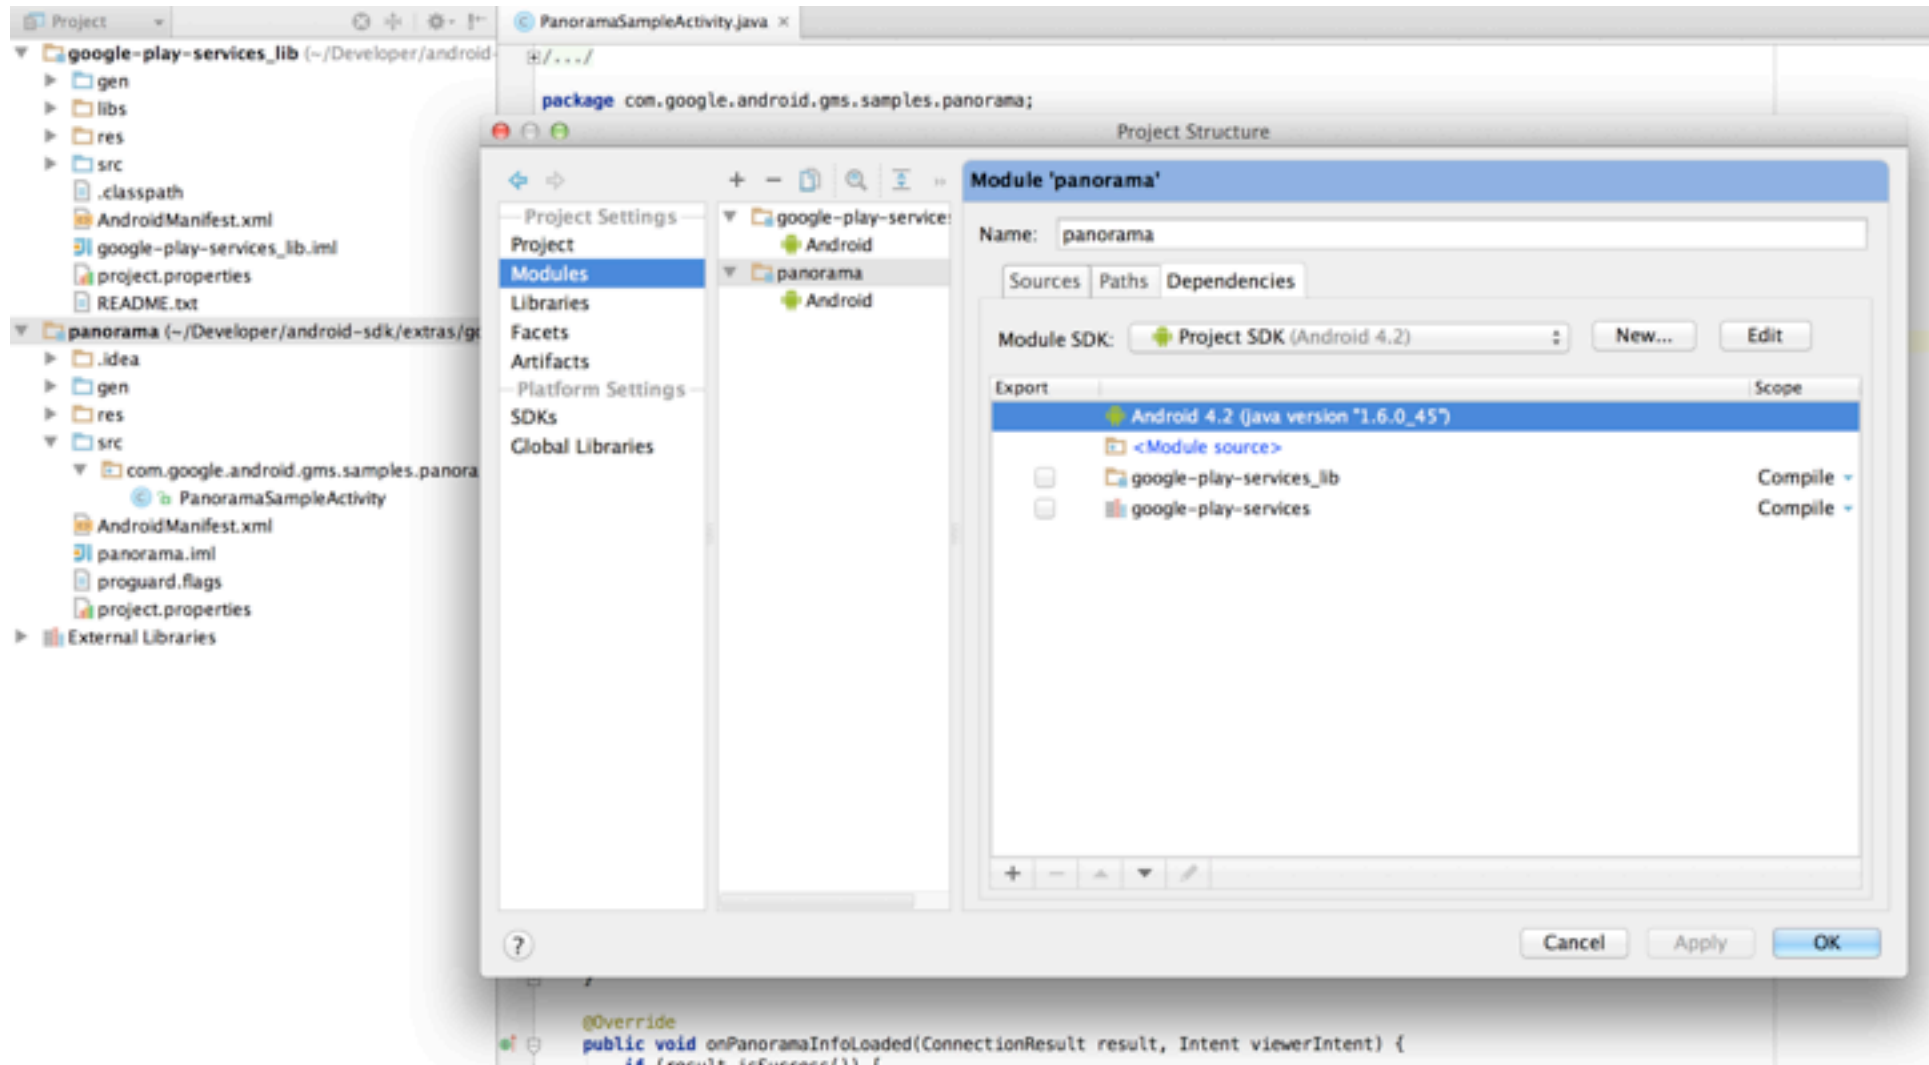 Project
google-play-services_lib (~/Developer/android-
gen
libs
res
src
.classpath
AndroidManifest.xml
google-play-services_lib.iml
project.properties
README.txt
panorama (~/Developer/android-sdk/extras/go
.idea
gen
res
src
com.google.android.gms.samples.panora
PanoramaSampleActivity
AndroidManifest.xml
panorama.iml
proguard.flags
project.properties
External Libraries
PanoramaSampleActivity.java ×
/.../
package com.google.android.gms.samples.panorama;
Project Structure
Project Settings
Project
Modules
Libraries
Facets
Artifacts
Platform Settings
SDKs
Global Libraries
google-play-services
Android
panorama
Android
Module 'panorama'
Name: panorama
Sources Paths Dependencies
Module SDK: Project SDK (Android 4.2) New... Edit
Export Scope
Android 4.2 (java version "1.6.0_45")
<Module source>
google-play-services_lib Compile
google-play-services Compile
? Cancel Apply OK
}
@Override
public void onPanoramaInfoLoaded(ConnectionResult result, Intent viewerIntent) {
if (result.isSuccess()) {